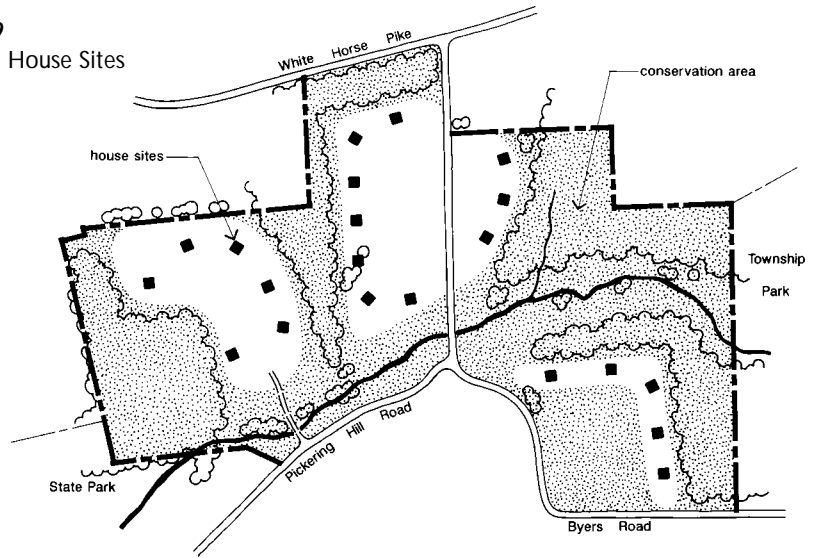 House Sites
White Horse Pike
conservation area
house sites
Township
Park
Pickering Hill Road
State Park
Byers Road